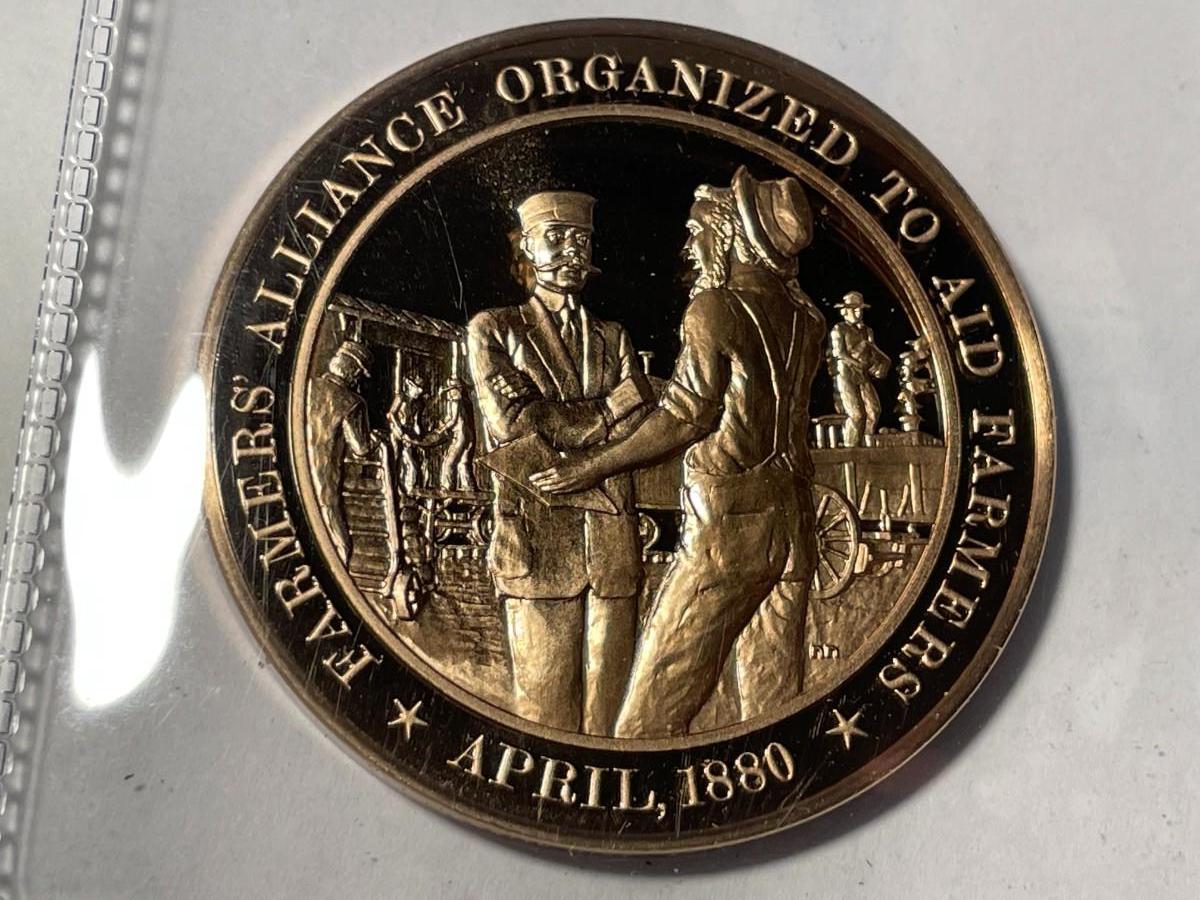 FARMERS' ALLIANCE ORGANIZED TO AID FARMERS
APRIL, 1880